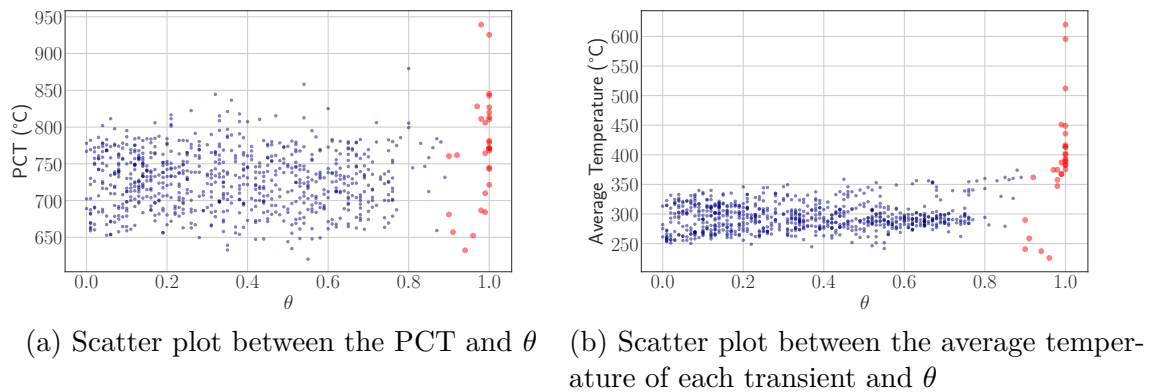 950
900
850
800
750
700
650
PCT (°C)
0.0 0.2 0.4 0.6 0.8 1.0
θ
600
550
500
450
400
350
300
250
Average Temperature (°C)
0.0 0.2 0.4 0.6 0.8 1.0
θ
(a) Scatter plot between the PCT and θ
(b) Scatter plot between the average temper-
ature of each transient and θ